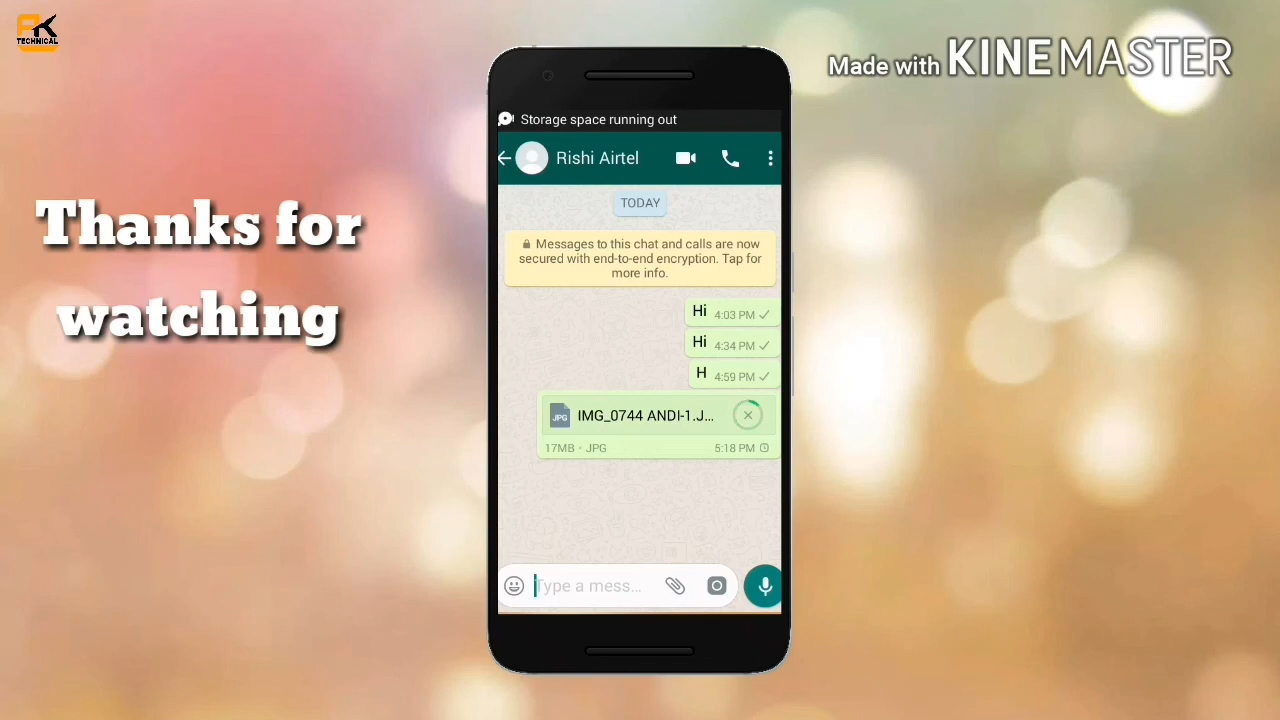 RK
TECHNICAL
Made with KINEMASTER
Thanks for
watching
Storage space running out
Rishi Airtel
TODAY
Messages to this chat and calls are now
secured with end-to-end encryption. Tap for
more info.
Hi 4:03 PM
Hi 4:34 PM
H 4:59 PM
JPG IMG_0744 ANDI-1.J...
17MB · JPG 5:18 PM
Type a mess...